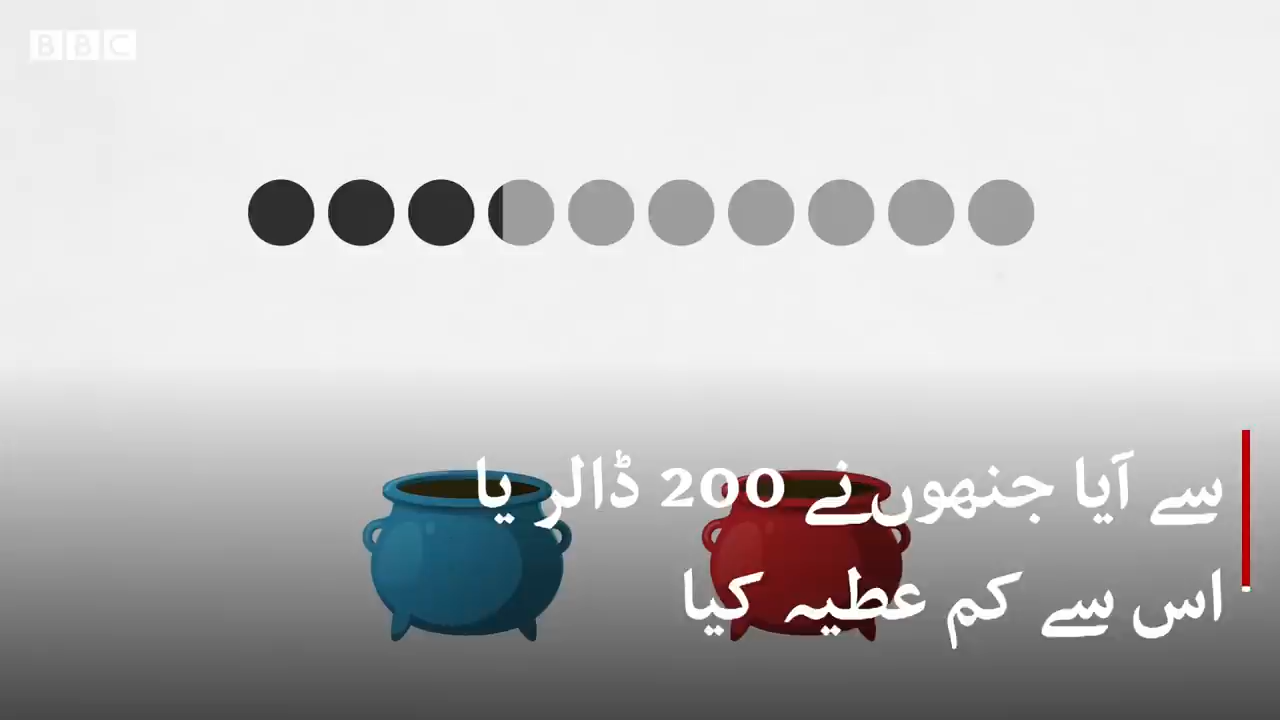 BBC
سے آیا جنھوں نے 200 ڈالر یا
اس سے کم عطیہ کیا